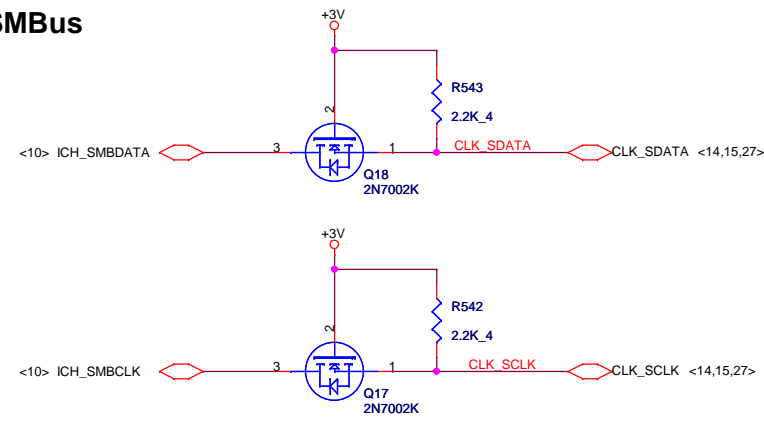 SMBus
+3V
R543
2.2K_4
2
<10> ICH_SMBDATA
3
1
CLK_SDATA
CLK_SDATA <14,15,27>
Q18
2N7002K
+3V
R542
2.2K_4
2
<10> ICH_SMBCLK
3
1
CLK_SCLK
CLK_SCLK <14,15,27>
Q17
2N7002K